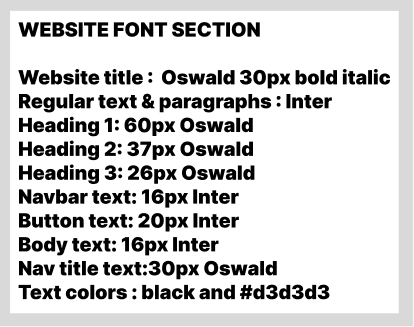 WEBSITE FONT SECTION
Website title :  Oswald 30px bold italic
Regular text & paragraphs : Inter
Heading 1: 60px Oswald
Heading 2: 37px Oswald
Heading 3: 26px Oswald
Navbar text: 16px Inter
Button text: 20px Inter
Body text: 16px Inter
Nav title text:30px Oswald
Text colors : black and #d3d3d3